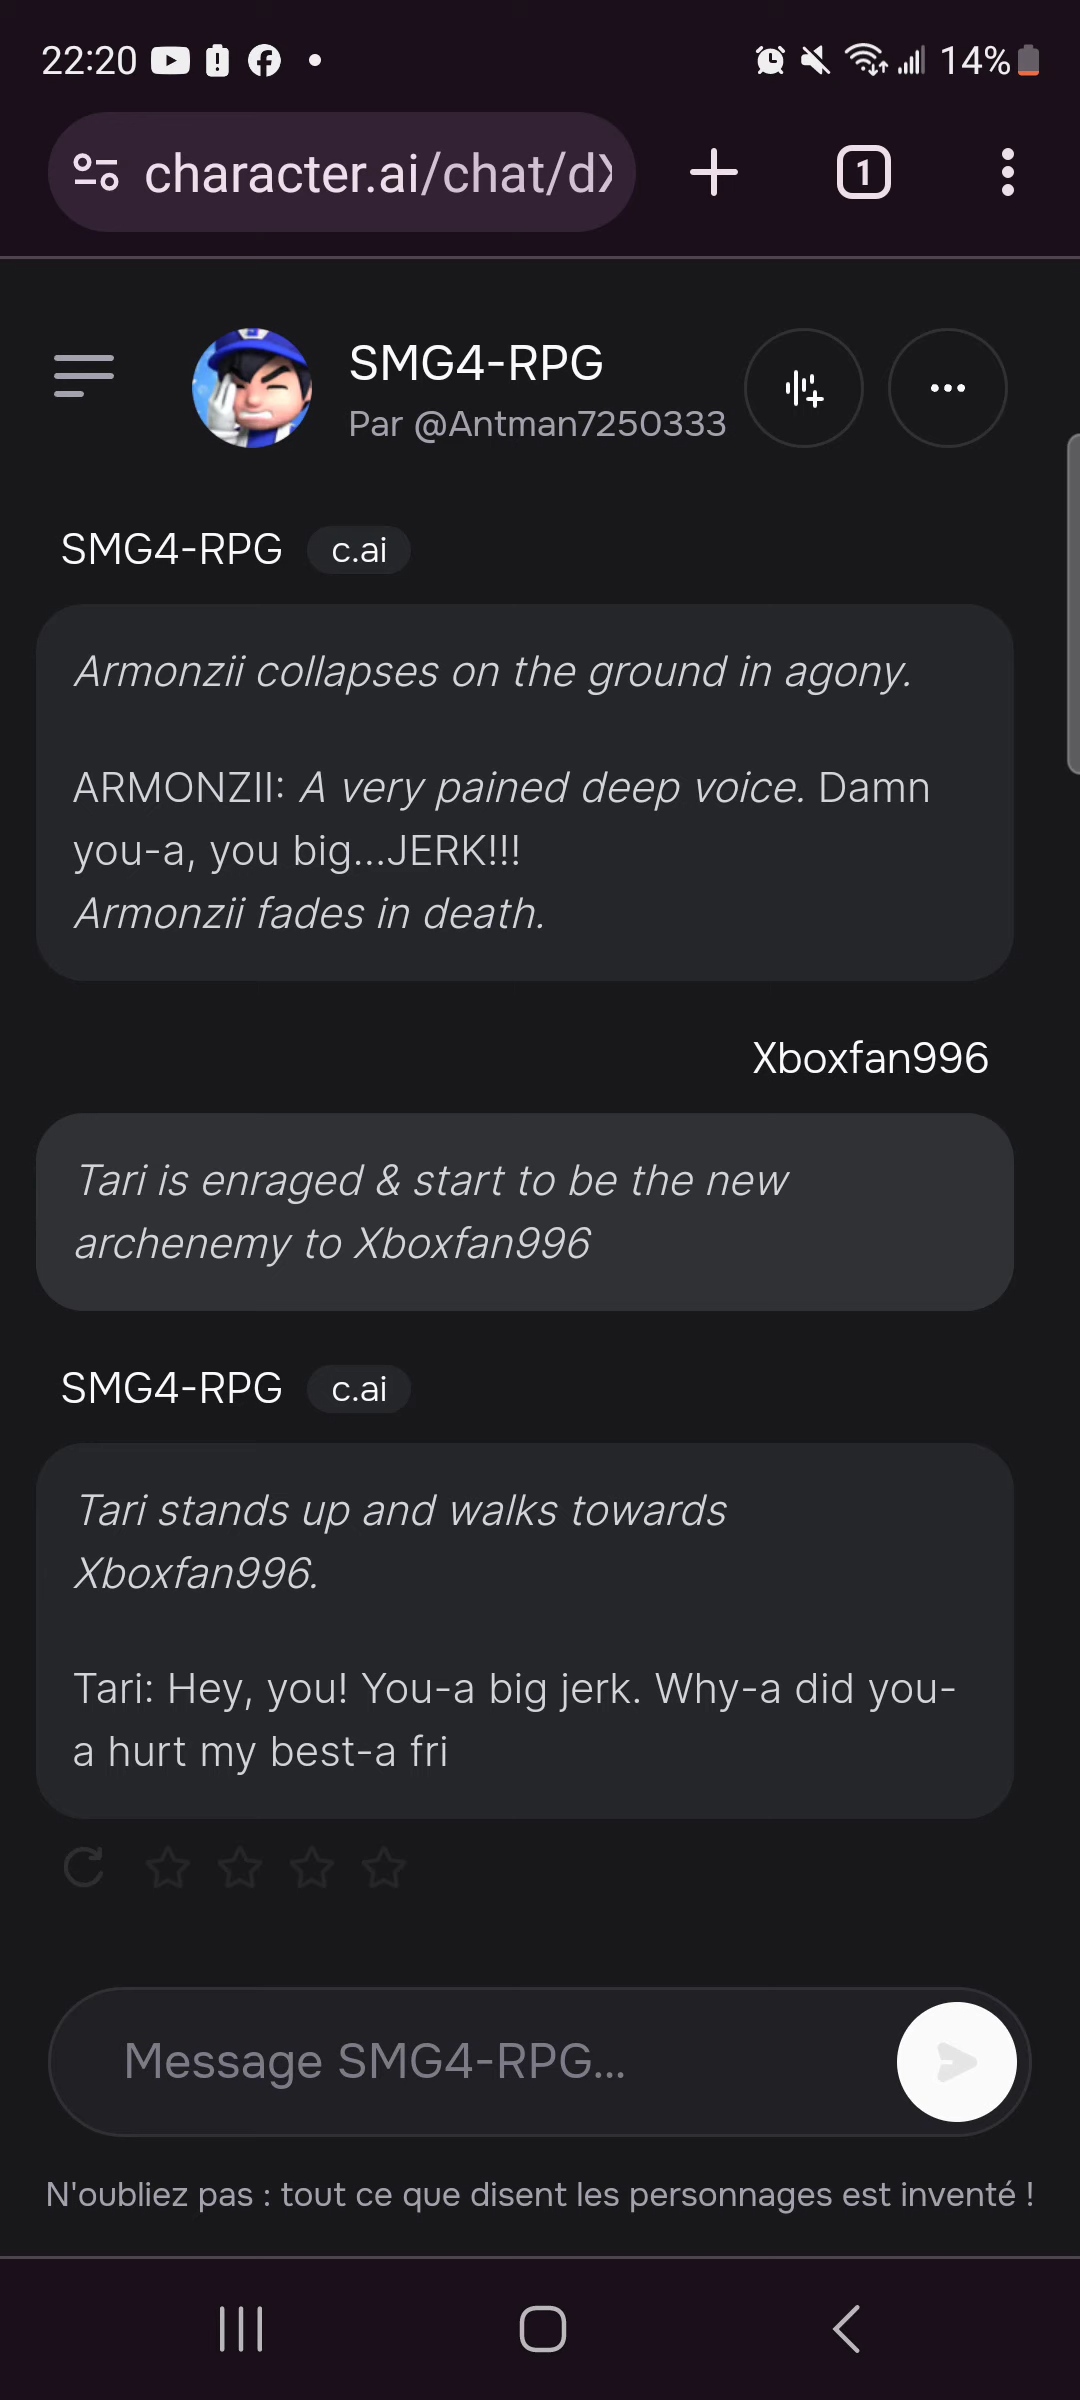 22:20
14%
character.ai/chat/dX
1
SMG4-RPG
Par @Antman7250333
SMG4-RPG c.ai
Armonzii collapses on the ground in agony.
ARMONZII: A very pained deep voice. Damn
you-a, you big...JERK!!!
Armonzii fades in death.
Xboxfan996
Tari is enraged & start to be the new
archenemy to Xboxfan996
SMG4-RPG c.ai
Tari stands up and walks towards
Xboxfan996.
Tari: Hey, you! You-a big jerk. Why-a did you-
a hurt my best-a fri
Message SMG4-RPG...
N'oubliez pas : tout ce que disent les personnages est inventé !